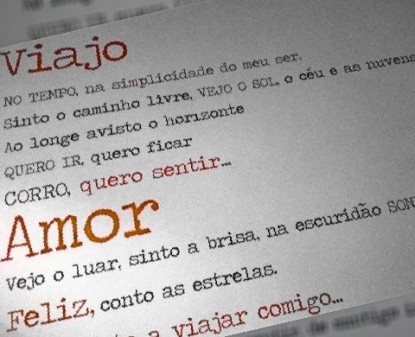 Viajo
NO TEMPO, na simplicidade do meu ser.
Sinto o caminho livre, VEJO O SOL, o céu e as nuvens
Ao longe avisto o horizonte
QUERO IR, quero ficar
CORRO, quero sentir...
Amor
Vejo o luar, sinto a brisa, na escuridão
Feliz, conto as estrelas.
a viajar comigo...